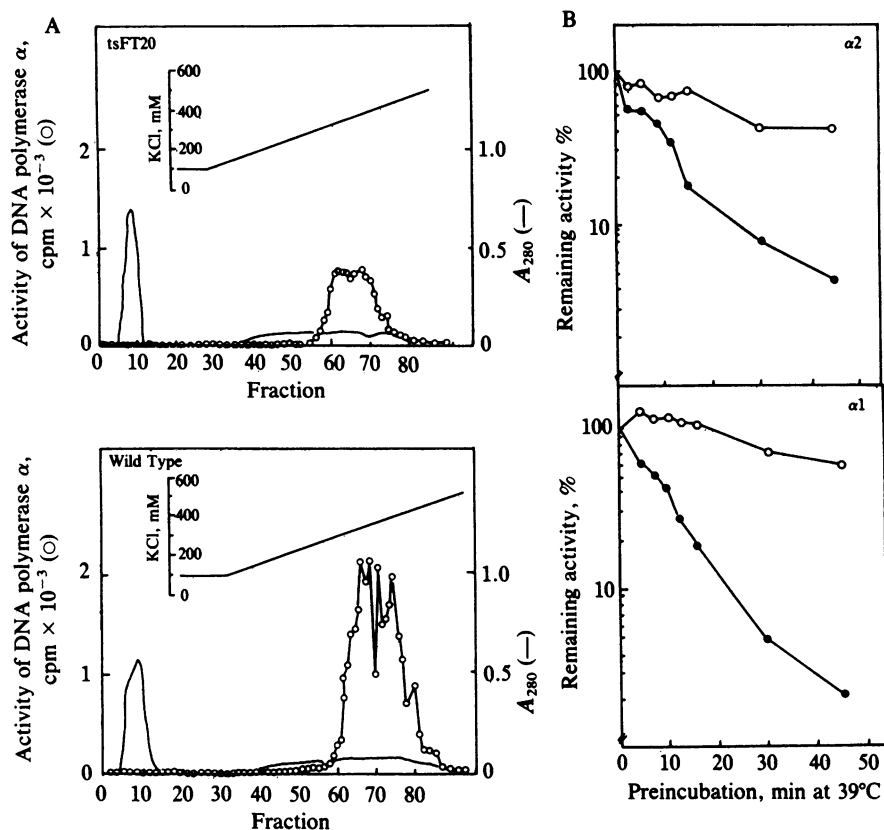 A
tsFT20
Activity of DNA polymerase α,
cpm × 10⁻³ (○)
2
1
0
KCl, mM
600
400
200
0
1.0
0.5
0
A₂₈₀ (—)
0 10 20 30 40 50 60 70 80
Fraction
Wild Type
Activity of DNA polymerase α,
cpm × 10⁻³ (○)
2
1
0
KCl, mM
600
400
200
0
1.0
0.5
0
A₂₈₀ (—)
0 10 20 30 40 50 60 70 80
Fraction
B
α2
Remaining activity %
100
10
α1
Remaining activity, %
100
10
0 10 20 30 40 50
Preincubation, min at 39°C